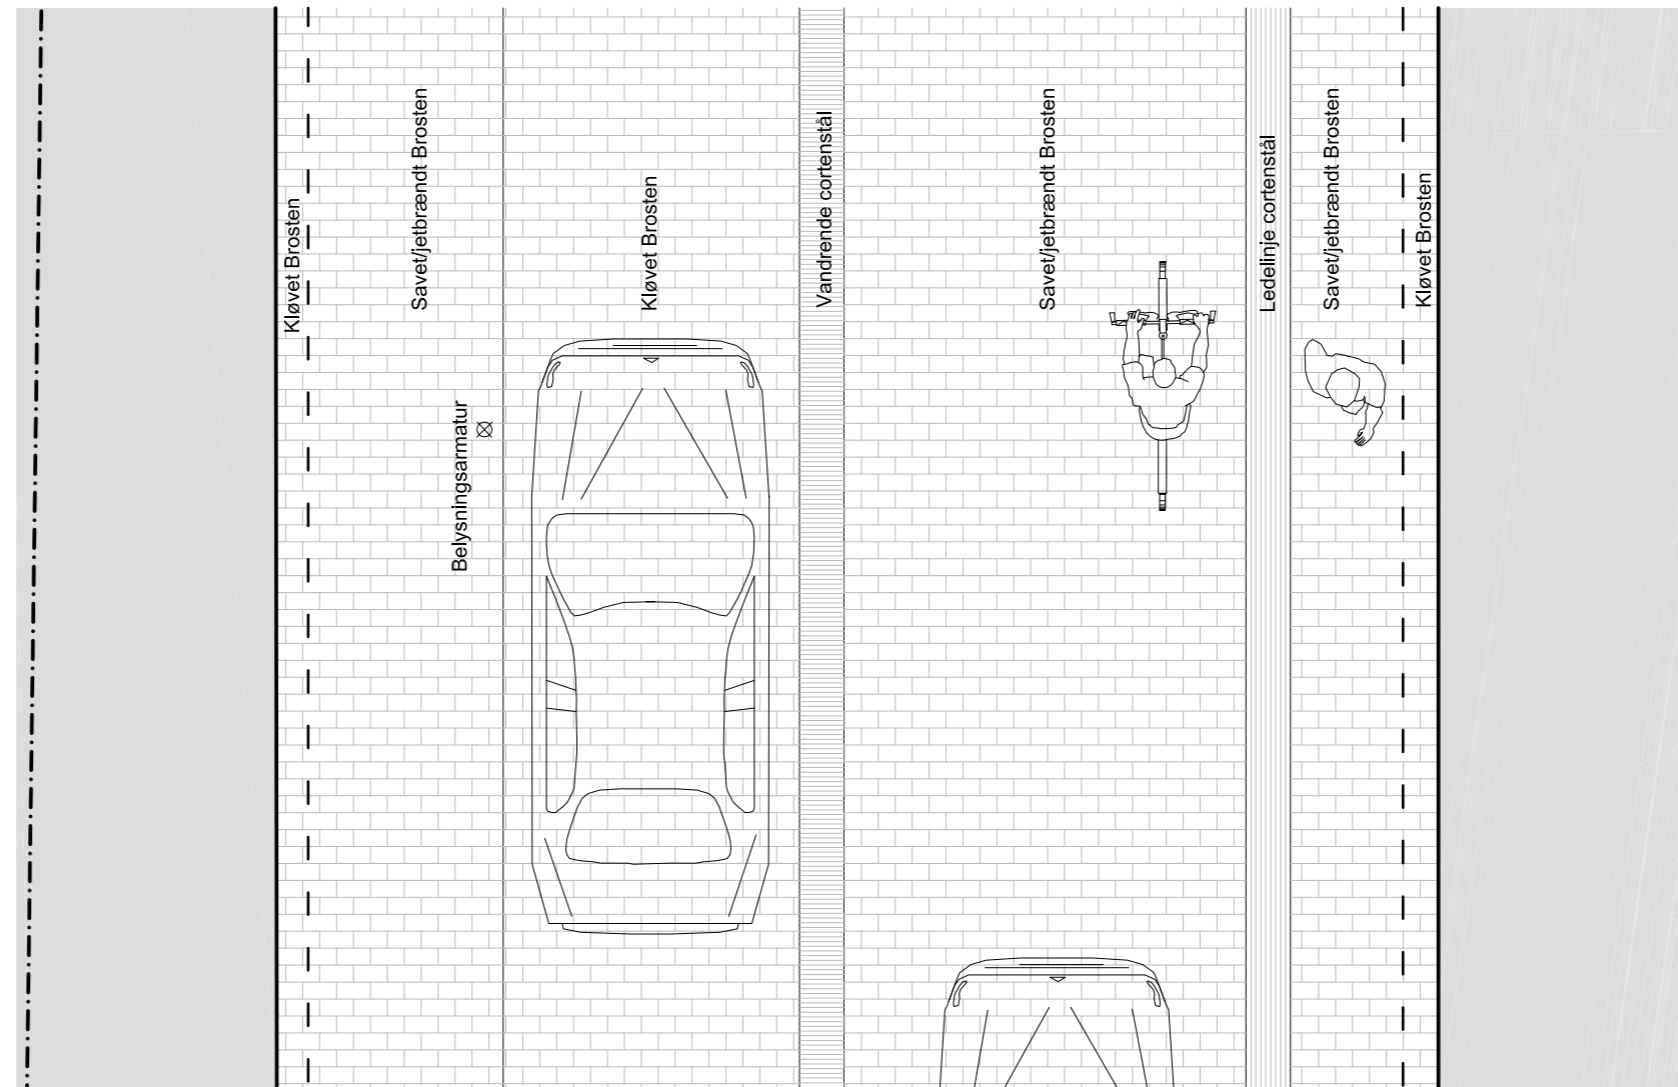 Kløvet Brosten
Savet/jetbrændt Brosten
Belysningsarmatur
Kløvet Brosten
Vandrende cortenstål
Savet/jetbrændt Brosten
Ledelinje cortenstål
Savet/jetbrændt Brosten
Kløvet Brosten